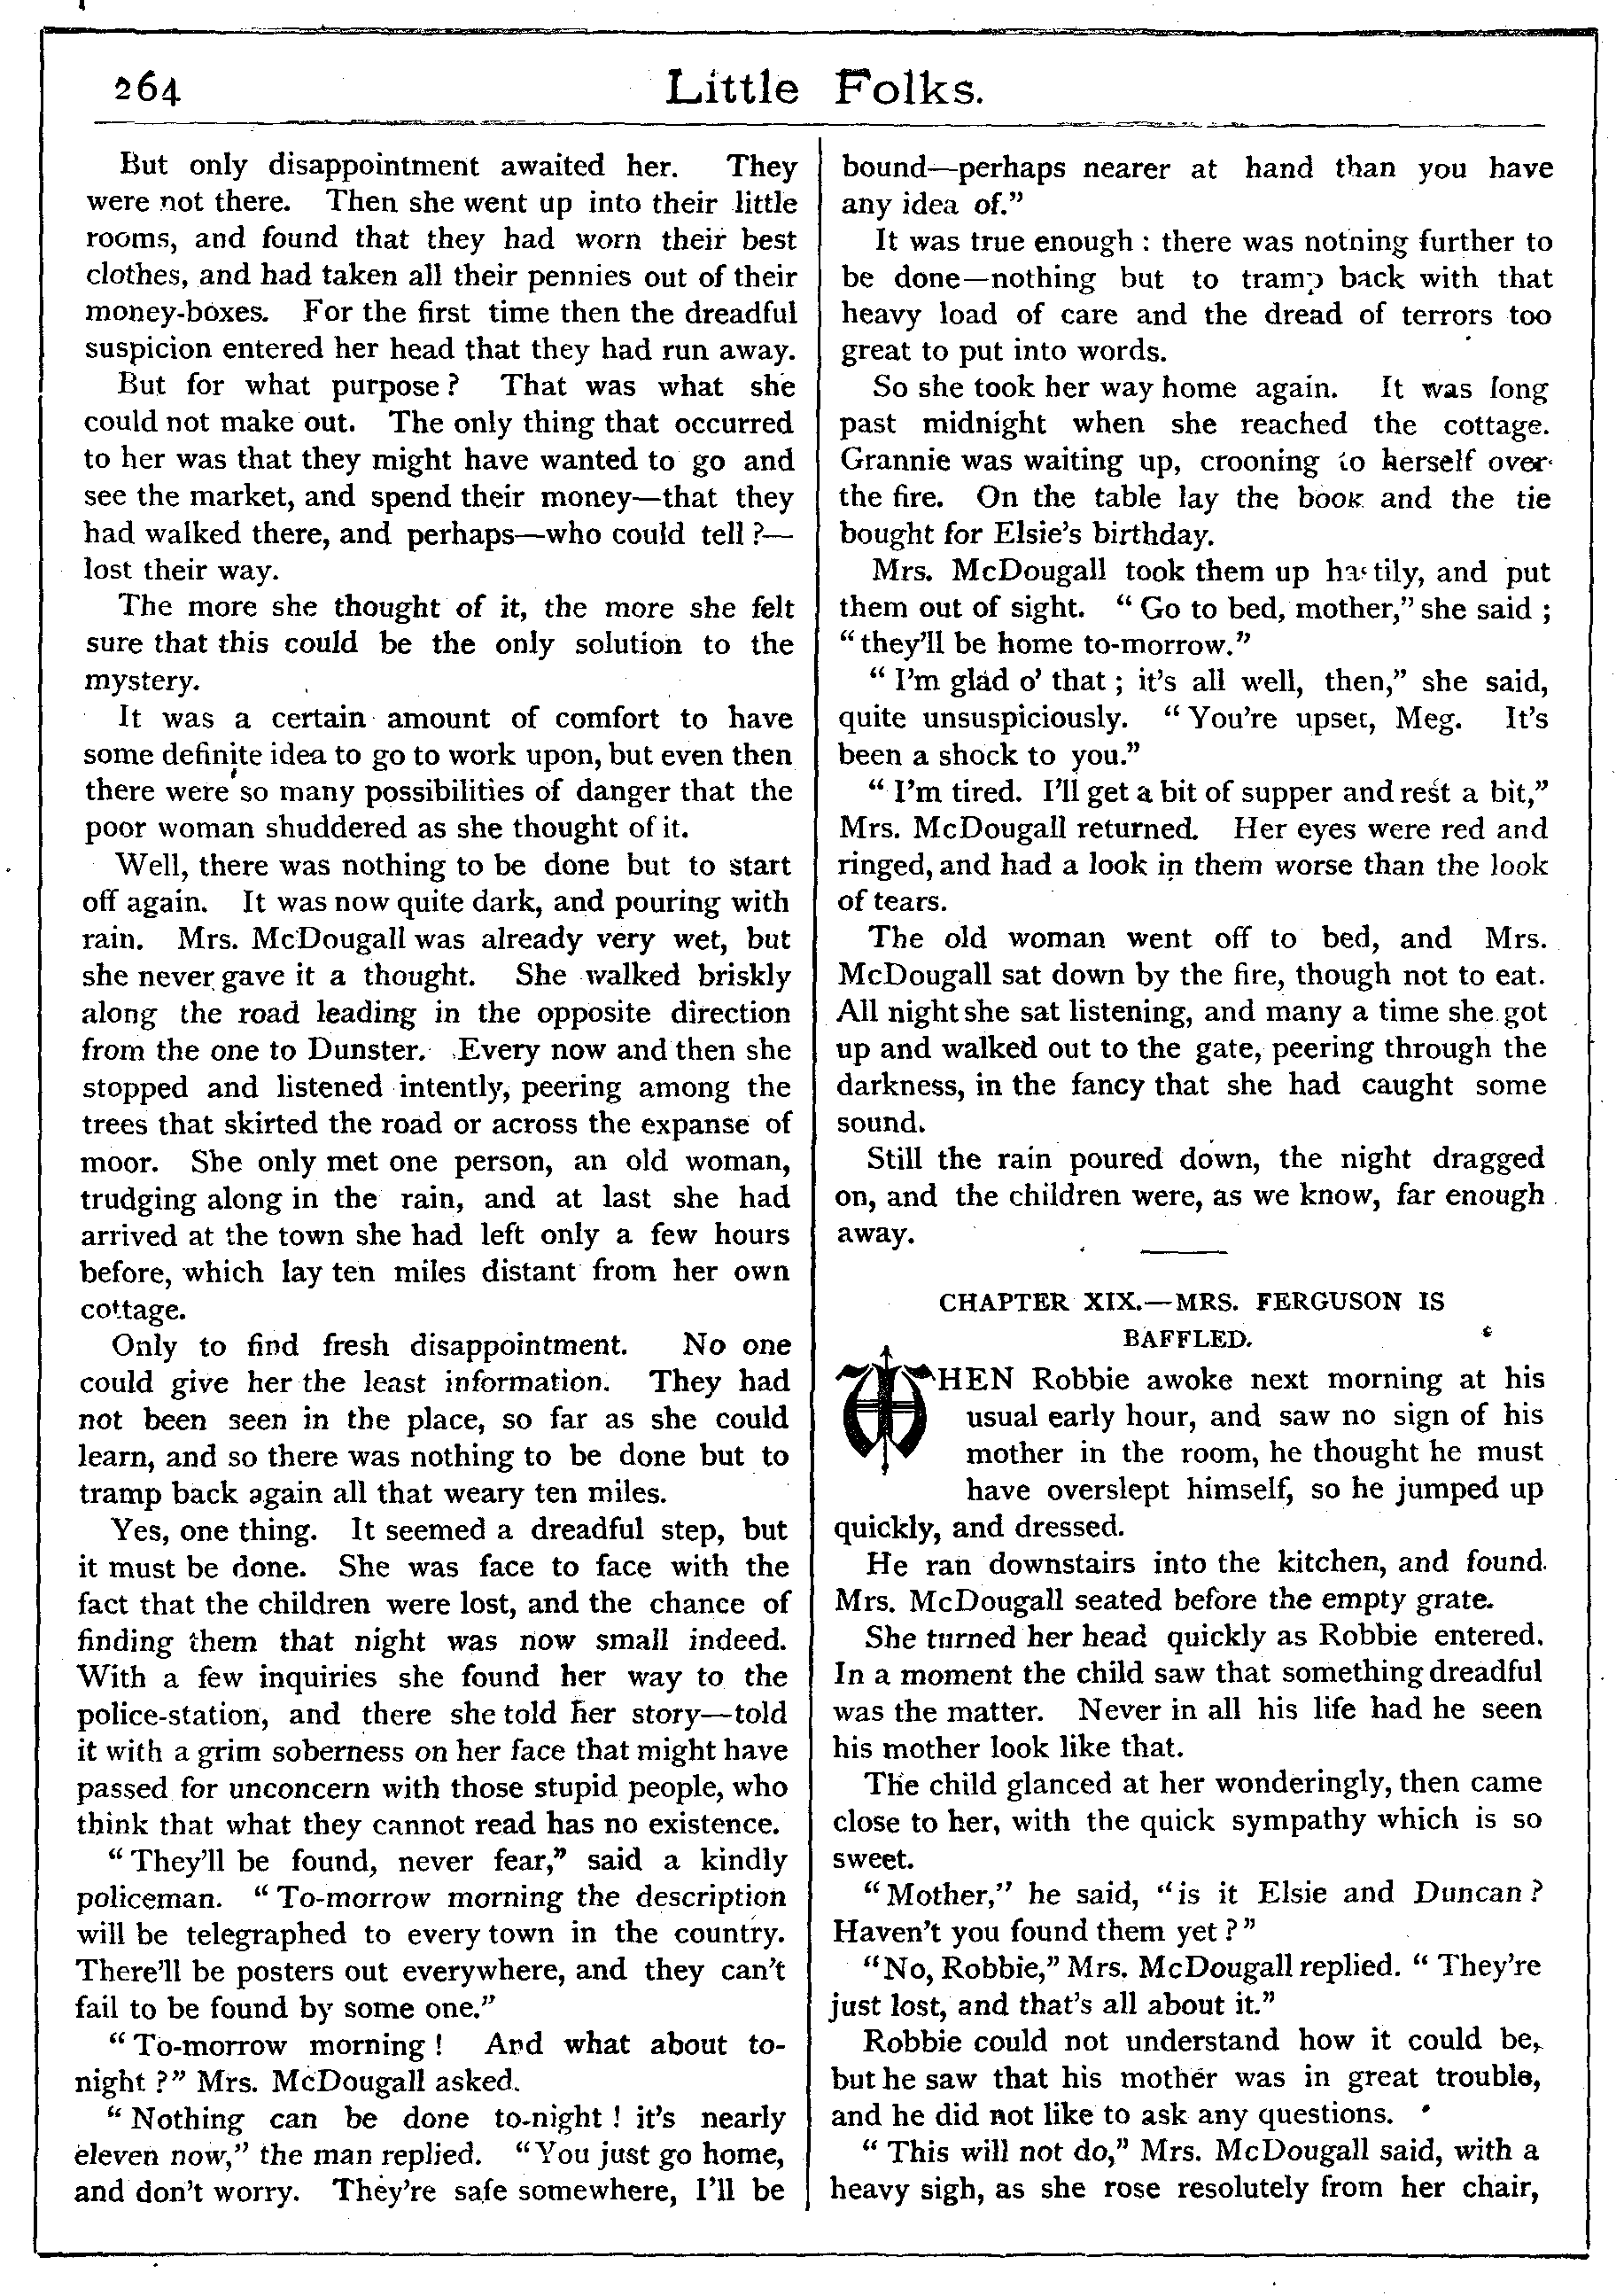 264
Little Folks.
But only disappointment awaited her. They
were not there. Then she went up into their little
rooms, and found that they had worn their best
clothes, and had taken all their pennies out of their
money-boxes. For the first time then the dreadful
suspicion entered her head that they had run away.
But for what purpose? That was what she
could not make out. The only thing that occurred
to her was that they might have wanted to go and
see the market, and spend their money—that they
had walked there, and perhaps—who could tell?—
lost their way.
The more she thought of it, the more she felt
sure that this could be the only solution to the
mystery.
It was a certain amount of comfort to have
some definite idea to go to work upon, but even then
there were so many possibilities of danger that the
poor woman shuddered as she thought of it.
Well, there was nothing to be done but to start
off again. It was now quite dark, and pouring with
rain. Mrs. McDougall was already very wet, but
she never gave it a thought. She walked briskly
along the road leading in the opposite direction
from the one to Dunster. Every now and then she
stopped and listened intently, peering among the
trees that skirted the road or across the expanse of
moor. She only met one person, an old woman,
trudging along in the rain, and at last she had
arrived at the town she had left only a few hours
before, which lay ten miles distant from her own
cottage.
Only to find fresh disappointment. No one
could give her the least information. They had
not been seen in the place, so far as she could
learn, and so there was nothing to be done but to
tramp back again all that weary ten miles.
Yes, one thing. It seemed a dreadful step, but
it must be done. She was face to face with the
fact that the children were lost, and the chance of
finding them that night was now small indeed.
With a few inquiries she found her way to the
police-station, and there she told her story—told
it with a grim soberness on her face that might have
passed for unconcern with those stupid people, who
think that what they cannot read has no existence.
"They'll be found, never fear," said a kindly
policeman. "To-morrow morning the description
will be telegraphed to every town in the country.
There'll be posters out everywhere, and they can't
fail to be found by some one."
"To-morrow morning! And what about to-
night?" Mrs. McDougall asked.
"Nothing can be done to-night! it's nearly
eleven now," the man replied. "You just go home,
and don't worry. They're safe somewhere, I'll be
bound—perhaps nearer at hand than you have
any idea of."
It was true enough: there was nothing further to
be done—nothing but to tramp back with that
heavy load of care and the dread of terrors too
great to put into words.
So she took her way home again. It was long
past midnight when she reached the cottage.
Grannie was waiting up, crooning to herself over
the fire. On the table lay the book and the tie
bought for Elsie's birthday.
Mrs. McDougall took them up hastily, and put
them out of sight. "Go to bed, mother," she said;
"they'll be home to-morrow."
"I'm glad o' that; it's all well, then," she said,
quite unsuspiciously. "You're upset, Meg. It's
been a shock to you."
"I'm tired. I'll get a bit of supper and rest a bit,"
Mrs. McDougall returned. Her eyes were red and
ringed, and had a look in them worse than the look
of tears.
The old woman went off to bed, and Mrs.
McDougall sat down by the fire, though not to eat.
All night she sat listening, and many a time she got
up and walked out to the gate, peering through the
darkness, in the fancy that she had caught some
sound.
Still the rain poured down, the night dragged
on, and the children were, as we know, far enough
away.
CHAPTER XIX.—MRS. FERGUSON IS
BAFFLED.
WHEN Robbie awoke next morning at his
usual early hour, and saw no sign of his
mother in the room, he thought he must
have overslept himself, so he jumped up
quickly, and dressed.
He ran downstairs into the kitchen, and found
Mrs. McDougall seated before the empty grate.
She turned her head quickly as Robbie entered.
In a moment the child saw that something dreadful
was the matter. Never in all his life had he seen
his mother look like that.
The child glanced at her wonderingly, then came
close to her, with the quick sympathy which is so
sweet.
"Mother," he said, "is it Elsie and Duncan?
Haven't you found them yet?"
"No, Robbie," Mrs. McDougall replied. "They're
just lost, and that's all about it."
Robbie could not understand how it could be,
but he saw that his mother was in great trouble,
and he did not like to ask any questions.
"This will not do," Mrs. McDougall said, with a
heavy sigh, as she rose resolutely from her chair,